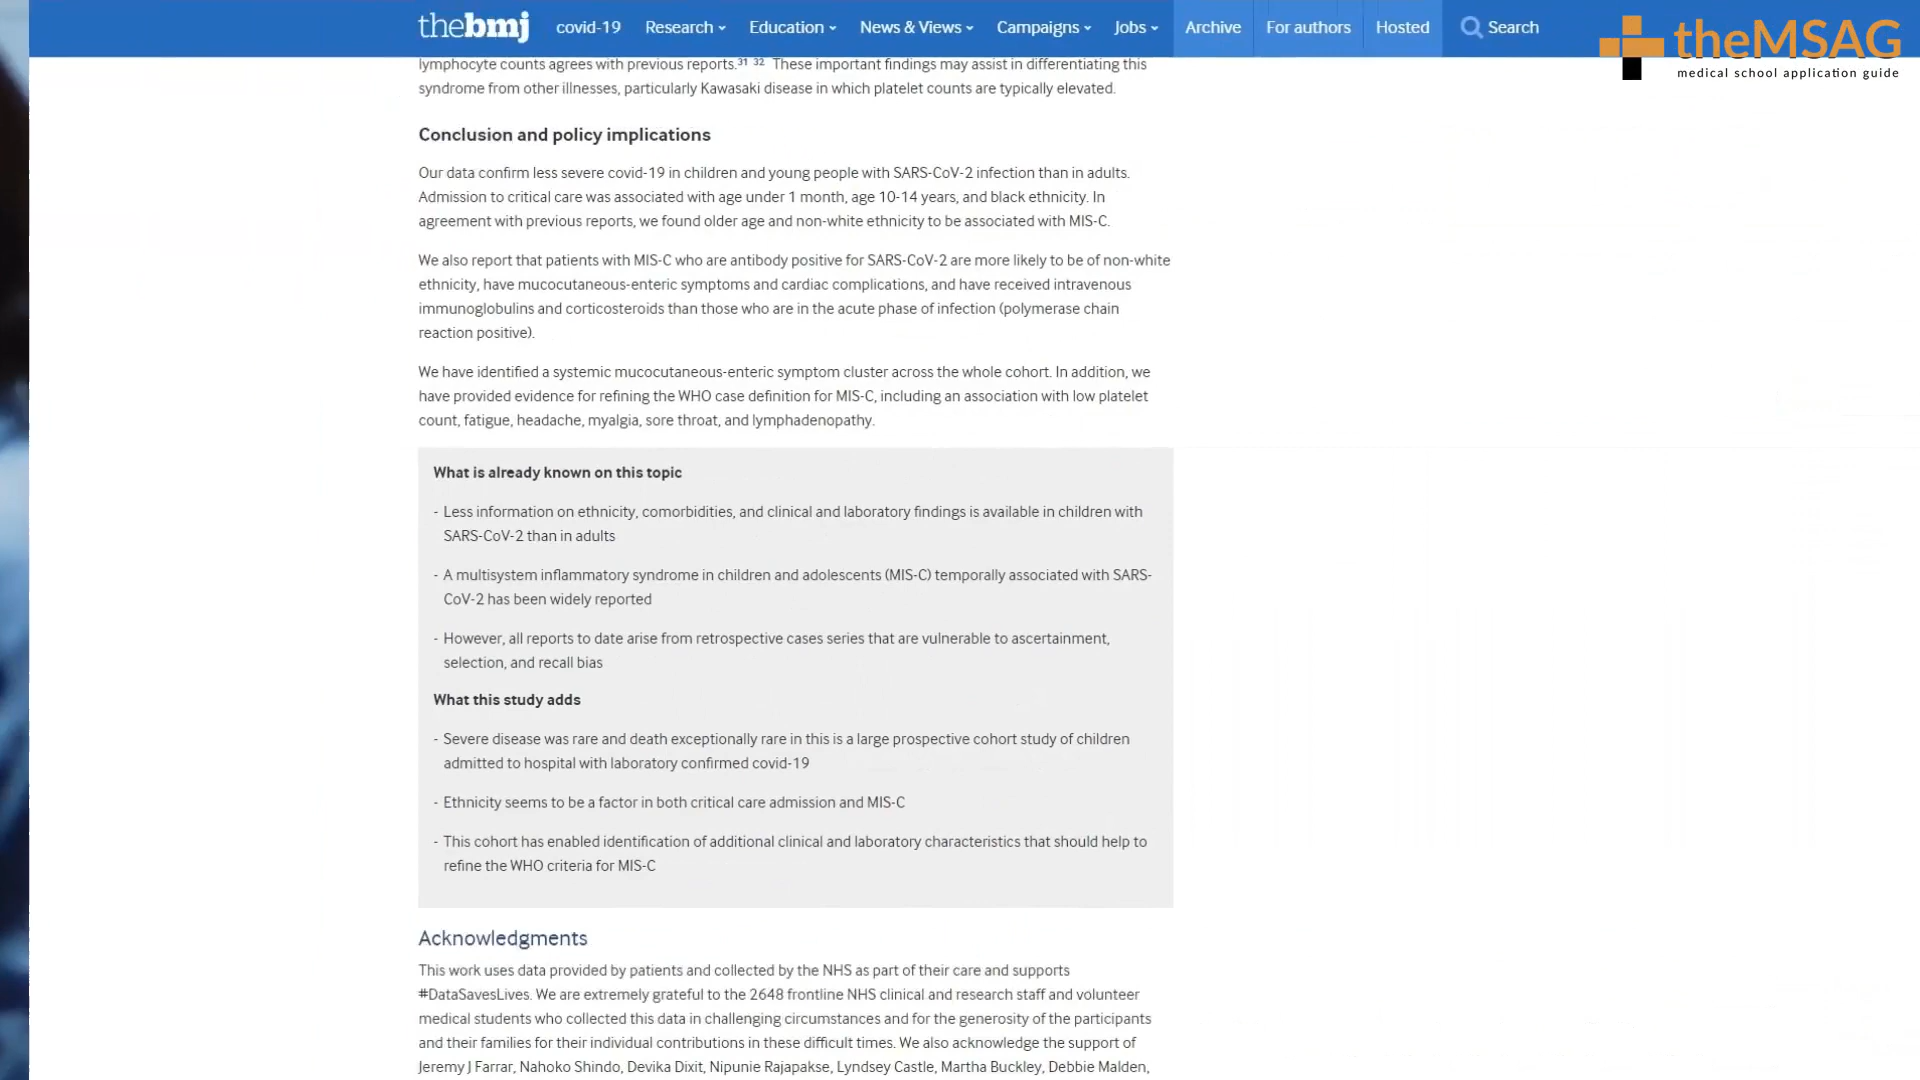 thebmj covid-19 Research Education News & Views Campaigns Jobs Archive For authors Hosted Search
theMSAG
medical school application guide
lymphocyte counts agrees with previous reports.31 32 These important findings may assist in differentiating this
syndrome from other illnesses, particularly Kawasaki disease in which platelet counts are typically elevated.
Conclusion and policy implications
Our data confirm less severe covid-19 in children and young people with SARS-CoV-2 infection than in adults.
Admission to critical care was associated with age under 1 month, age 10-14 years, and black ethnicity. In
agreement with previous reports, we found older age and non-white ethnicity to be associated with MIS-C.
We also report that patients with MIS-C who are antibody positive for SARS-CoV-2 are more likely to be of non-white
ethnicity, have mucocutaneous-enteric symptoms and cardiac complications, and have received intravenous
immunoglobulins and corticosteroids than those who are in the acute phase of infection (polymerase chain
reaction positive).
We have identified a systemic mucocutaneous-enteric symptom cluster across the whole cohort. In addition, we
have provided evidence for refining the WHO case definition for MIS-C, including an association with low platelet
count, fatigue, headache, myalgia, sore throat, and lymphadenopathy.
What is already known on this topic
- Less information on ethnicity, comorbidities, and clinical and laboratory findings is available in children with
SARS-CoV-2 than in adults
- A multisystem inflammatory syndrome in children and adolescents (MIS-C) temporally associated with SARS-
CoV-2 has been widely reported
- However, all reports to date arise from retrospective cases series that are vulnerable to ascertainment,
selection, and recall bias
What this study adds
- Severe disease was rare and death exceptionally rare in this is a large prospective cohort study of children
admitted to hospital with laboratory confirmed covid-19
- Ethnicity seems to be a factor in both critical care admission and MIS-C
- This cohort has enabled identification of additional clinical and laboratory characteristics that should help to
refine the WHO criteria for MIS-C
Acknowledgments
This work uses data provided by patients and collected by the NHS as part of their care and supports
#DataSavesLives. We are extremely grateful to the 2648 frontline NHS clinical and research staff and volunteer
medical students who collected this data in challenging circumstances and for the generosity of the participants
and their families for their individual contributions in these difficult times. We also acknowledge the support of
Jeremy J Farrar, Nahoko Shindo, Devika Dixit, Nipunie Rajapakse, Lyndsey Castle, Martha Buckley, Debbie Malden,